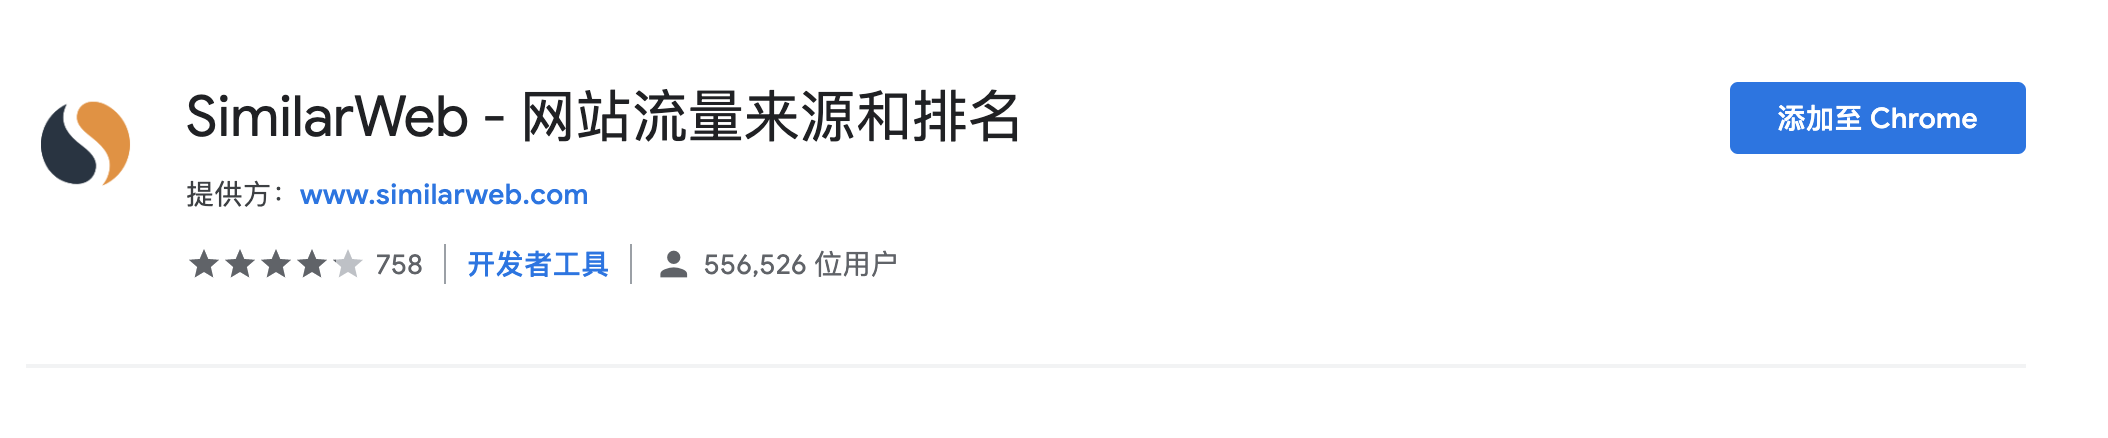 SimilarWeb - 网站流量来源和排名
添加至 Chrome
提供方：www.similarweb.com
758 开发者工具 556,526 位用户